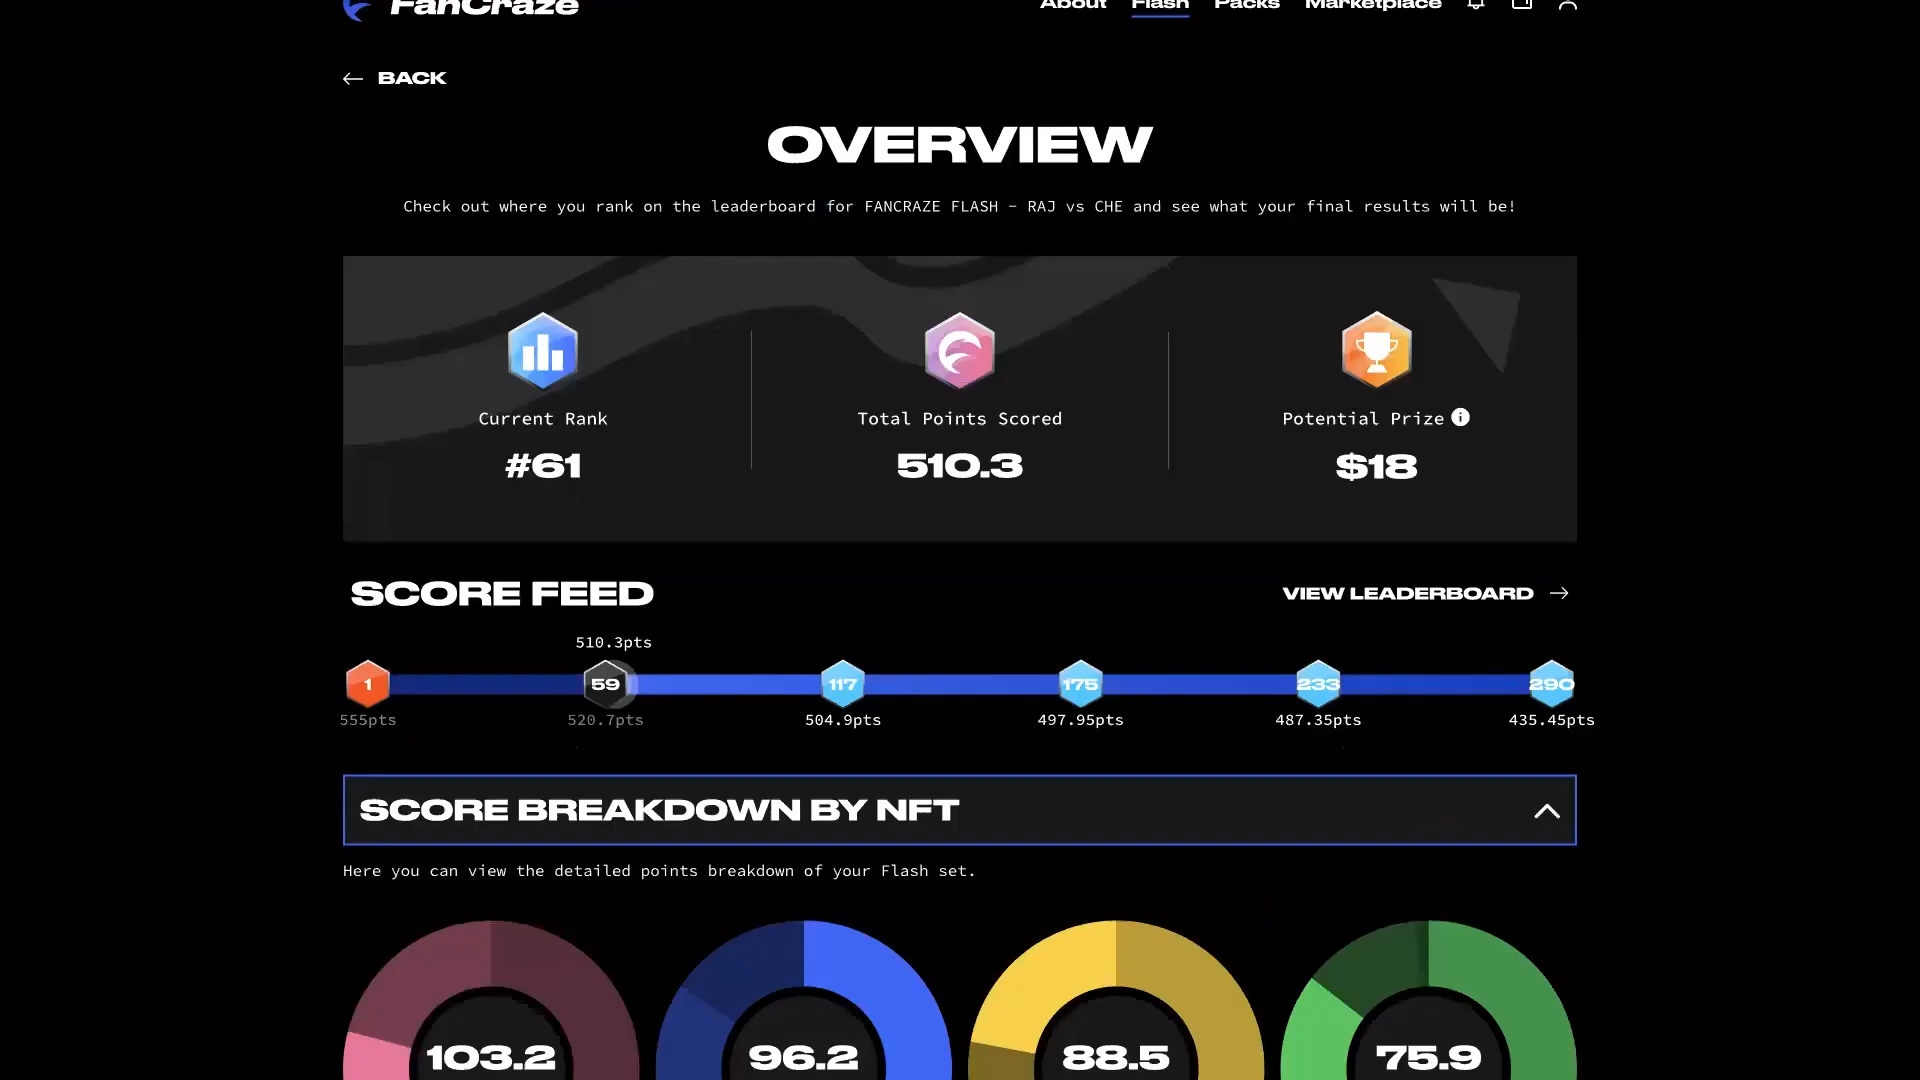 FanCraze
About Flash Packs Marketplace
BACK
OVERVIEW
Check out where you rank on the leaderboard for FANCRAZE FLASH - RAJ vs CHE and see what your final results will be!
Current Rank
#61
Total Points Scored
510.3
Potential Prize
$18
SCORE FEED
VIEW LEADERBOARD
510.3pts
1 59 117 175 233 290
555pts 520.7pts 504.9pts 497.95pts 487.35pts 435.45pts
SCORE BREAKDOWN BY NFT
Here you can view the detailed points breakdown of your Flash set.
103.2 96.2 88.5 75.9